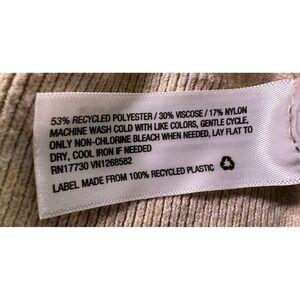 53% RECYCLED POLYESTER / 30% VISCOSE / 17% NYLON
MACHINE WASH COLD WITH LIKE COLORS, GENTLE CYCLE,
ONLY NON-CHLORINE BLEACH WHEN NEEDED, LAY FLAT TO
DRY, COOL IRON IF NEEDED
RN17730 VN1268582
LABEL MADE FROM 100% RECYCLED PLASTIC